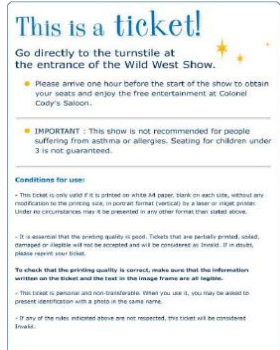 This is a ticket!
Go directly to the turnstile at
the entrance of the Wild West Show.
Please arrive one hour before the start of the show to obtain
your seats and enjoy the free entertainment at Colonel
Cody's Saloon.
IMPORTANT : This show is not recommended for people
suffering from asthma or allergies. Seating for children under
3 is not guaranteed.
Conditions for use:
- This ticket is only valid if it is printed on white A4 paper, blank on each side, without any
modification to the printing size, in portrait format (vertical) by a laser or inkjet printer.
Under no circumstances may it be presented in any other format than stated above.
- It is essential that the printing quality is good. Tickets that are partially printed, soiled,
damaged or illegible will not be accepted and will be considered as Invalid. If in doubt,
please reprint your ticket.
To check that the printing quality is correct, make sure that the information
written on the ticket and the text in the image frame are all legible.
- This ticket is personal and non-transferable. When you use it, you may be asked to
present identification with a photo in the same name.
- If any of the rules indicated above are not respected, this ticket will be considered
Invalid.